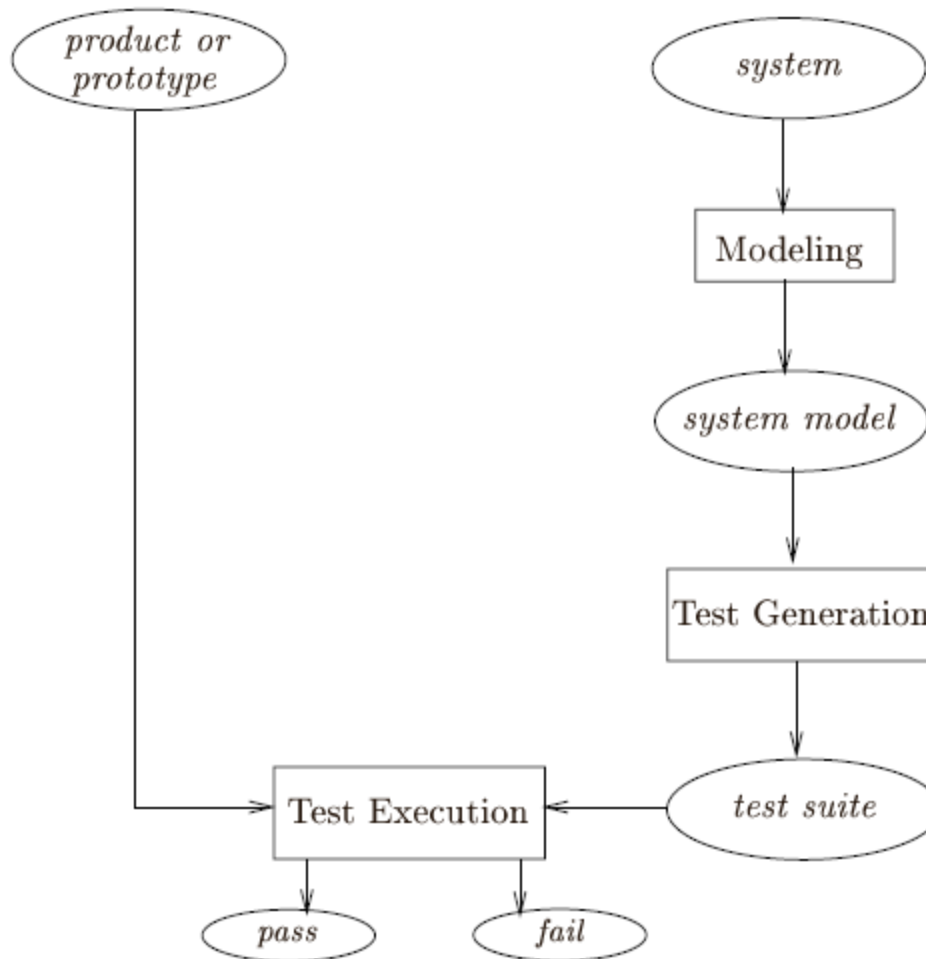 product or
prototype
system
Modeling
system model
Test Generation
Test Execution
test suite
pass
fail